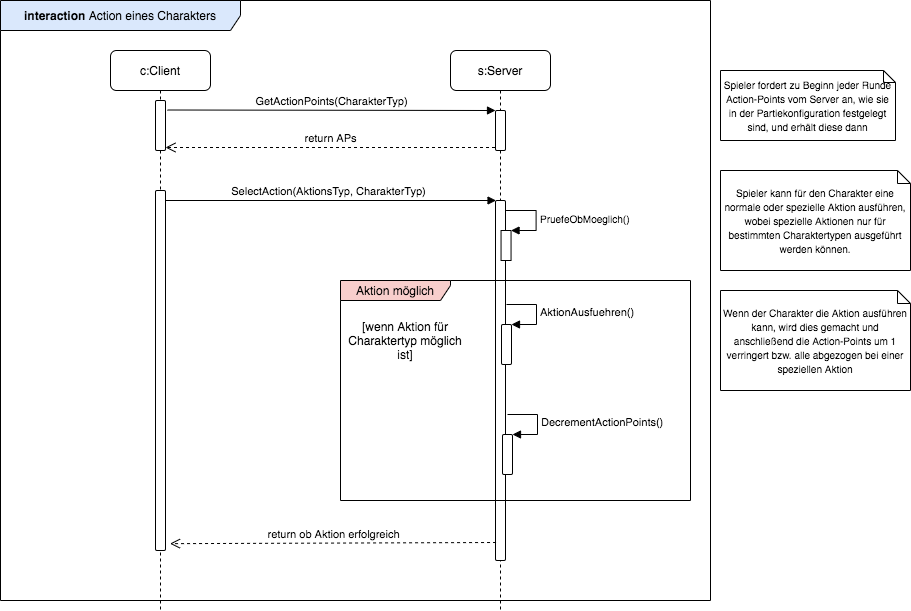 interaction Action eines Charakters
c:Client
s:Server
GetActionPoints(CharakterTyp)
return APs
SelectAction(AktionsTyp, CharakterTyp)
PruefeObMoeglich()
Aktion möglich
[wenn Aktion für
Charaktertyp möglich
ist]
AktionAusfuehren()
DecrementActionPoints()
return ob Aktion erfolgreich
Spieler fordert zu Beginn jeder Runde
Action-Points vom Server an, wie sie
in der Partiekonfiguration festgelegt
sind, und erhält diese dann
Spieler kann für den Charakter eine
normale oder spezielle Aktion ausführen,
wobei spezielle Aktionen nur für
bestimmten Charaktertypen ausgeführt
werden können.
Wenn der Charakter die Aktion ausführen
kann, wird dies gemacht und
anschließend die Action-Points um 1
verringert bzw. alle abgezogen bei einer
speziellen Aktion